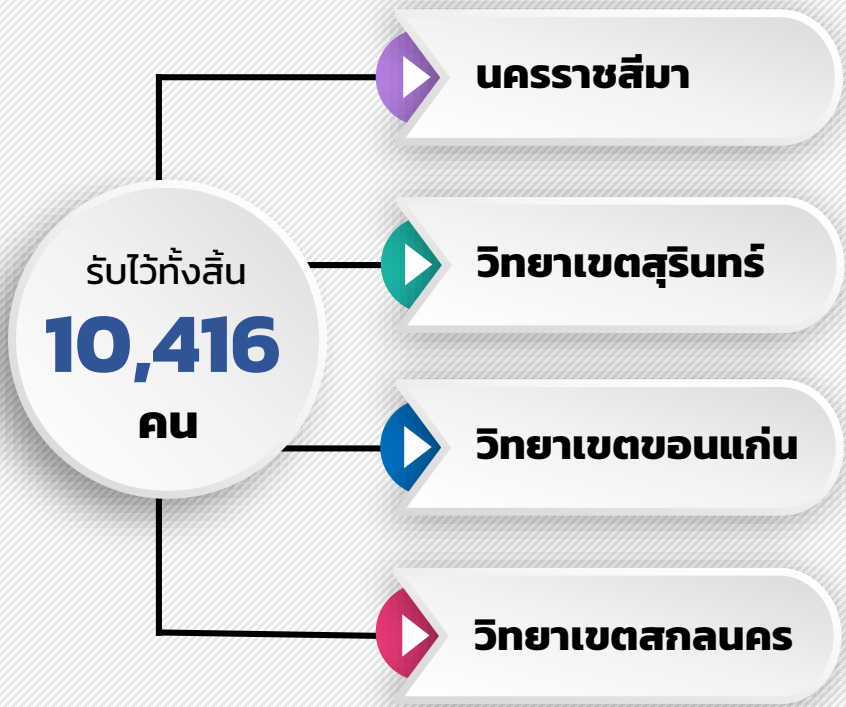 รับไว้ทั้งสิ้น
10,416
คน
นครราชสีมา
วิทยาเขตสุรินทร์
วิทยาเขตขอนแก่น
วิทยาเขตสกลนคร